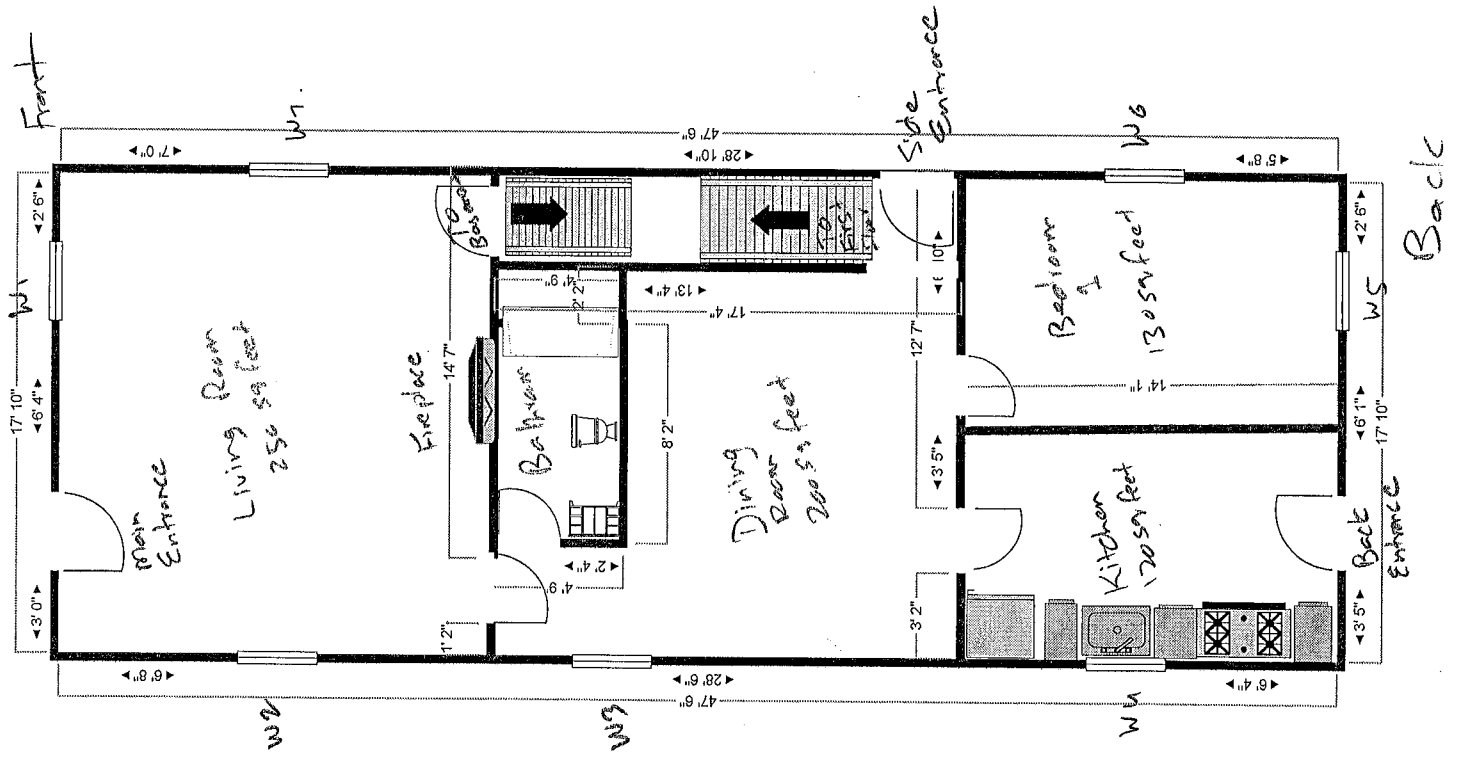 Front
W1
17' 10"
3' 0"
6' 4"
2' 6"
Main
Entrance
7' 0"
W7
47' 6"
6' 8"
W2
Living Room
250 sq feet
Fireplace
14' 7"
1' 2"
To
Basement
Bathroom
4' 9"
2' 2"
8' 2"
2' 4"
4' 9"
W3
28' 6"
47' 6"
28' 10"
To
First
Floor
Side
Entrance
13' 4"
17' 4"
Dining
Room
200 sq feet
12' 7"
3' 5"
3' 2"
Kitchen
120 sq feet
Bedroom
1
130 sq feet
14' 1"
W6
5' 8"
W4
6' 4"
3' 5"
Back
Entrance
6' 1"
17' 10"
W5
2' 6"
Back